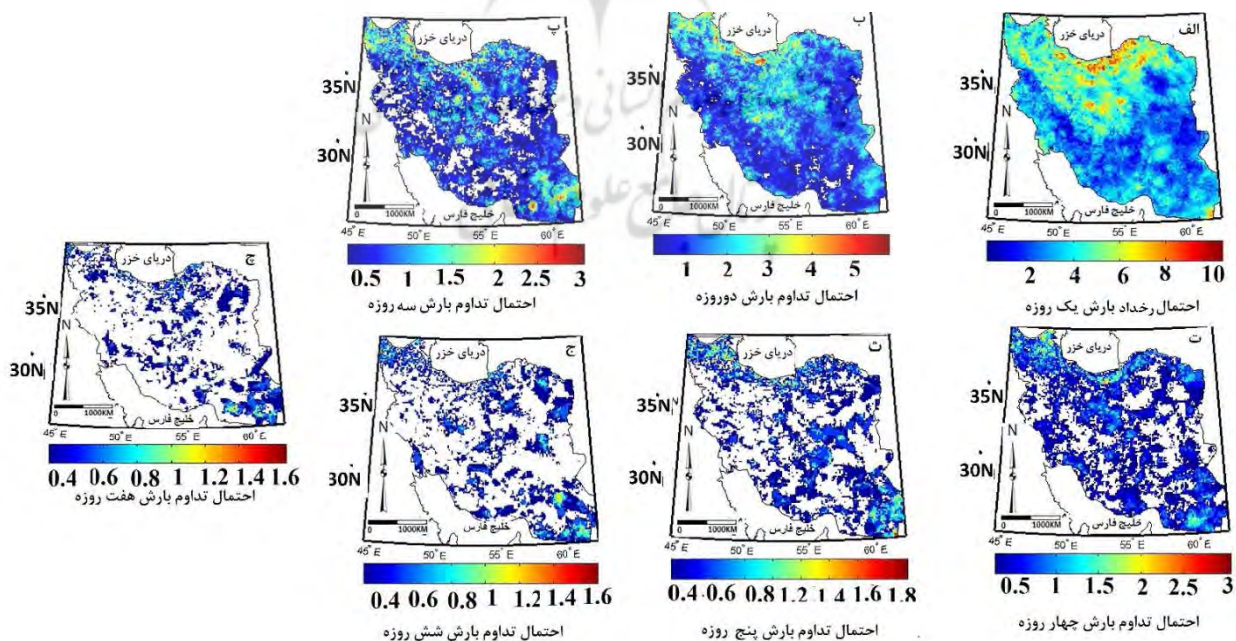 الف
دریای خزر
35N
N
30N
0 1000KM
خلیج فارس
45°E 50°E 55°E 60°E
2 4 6 8 10
احتمال رخداد بارش یک روزه
ب
دریای خزر
35N
N
30N
0 1000KM
خلیج فارس
45°E 50°E 55°E 60°E
1 2 3 4 5
احتمال تداوم بارش دوروزه
پ
دریای خزر
35N
N
30N
0 1000KM
خلیج فارس
45°E 50°E 55°E 60°E
0.5 1 1.5 2 2.5 3
احتمال تداوم بارش سه روزه
ت
دریای خزر
35N
N
30N
0 1000KM
خلیج فارس
45°E 50°E 55°E 60°E
0.5 1 1.5 2 2.5 3
احتمال تداوم بارش چهار روزه
ث
دریای خزر
35N
N
30N
0 1000KM
خلیج فارس
45°E 50°E 55°E 60°E
0.4 0.6 0.8 1 1.2 1.4 1.6 1.8
احتمال تداوم بارش پنج روزه
ج
دریای خزر
35N
N
30N
0 1000KM
خلیج فارس
45°E 50°E 55°E 60°E
0.4 0.6 0.8 1 1.2 1.4 1.6
احتمال تداوم بارش شش روزه
چ
دریای خزر
35N
N
30N
0 1000KM
خلیج فارس
45°E 50°E 55°E 60°E
0.4 0.6 0.8 1 1.2 1.4 1.6
احتمال تداوم بارش هفت روزه